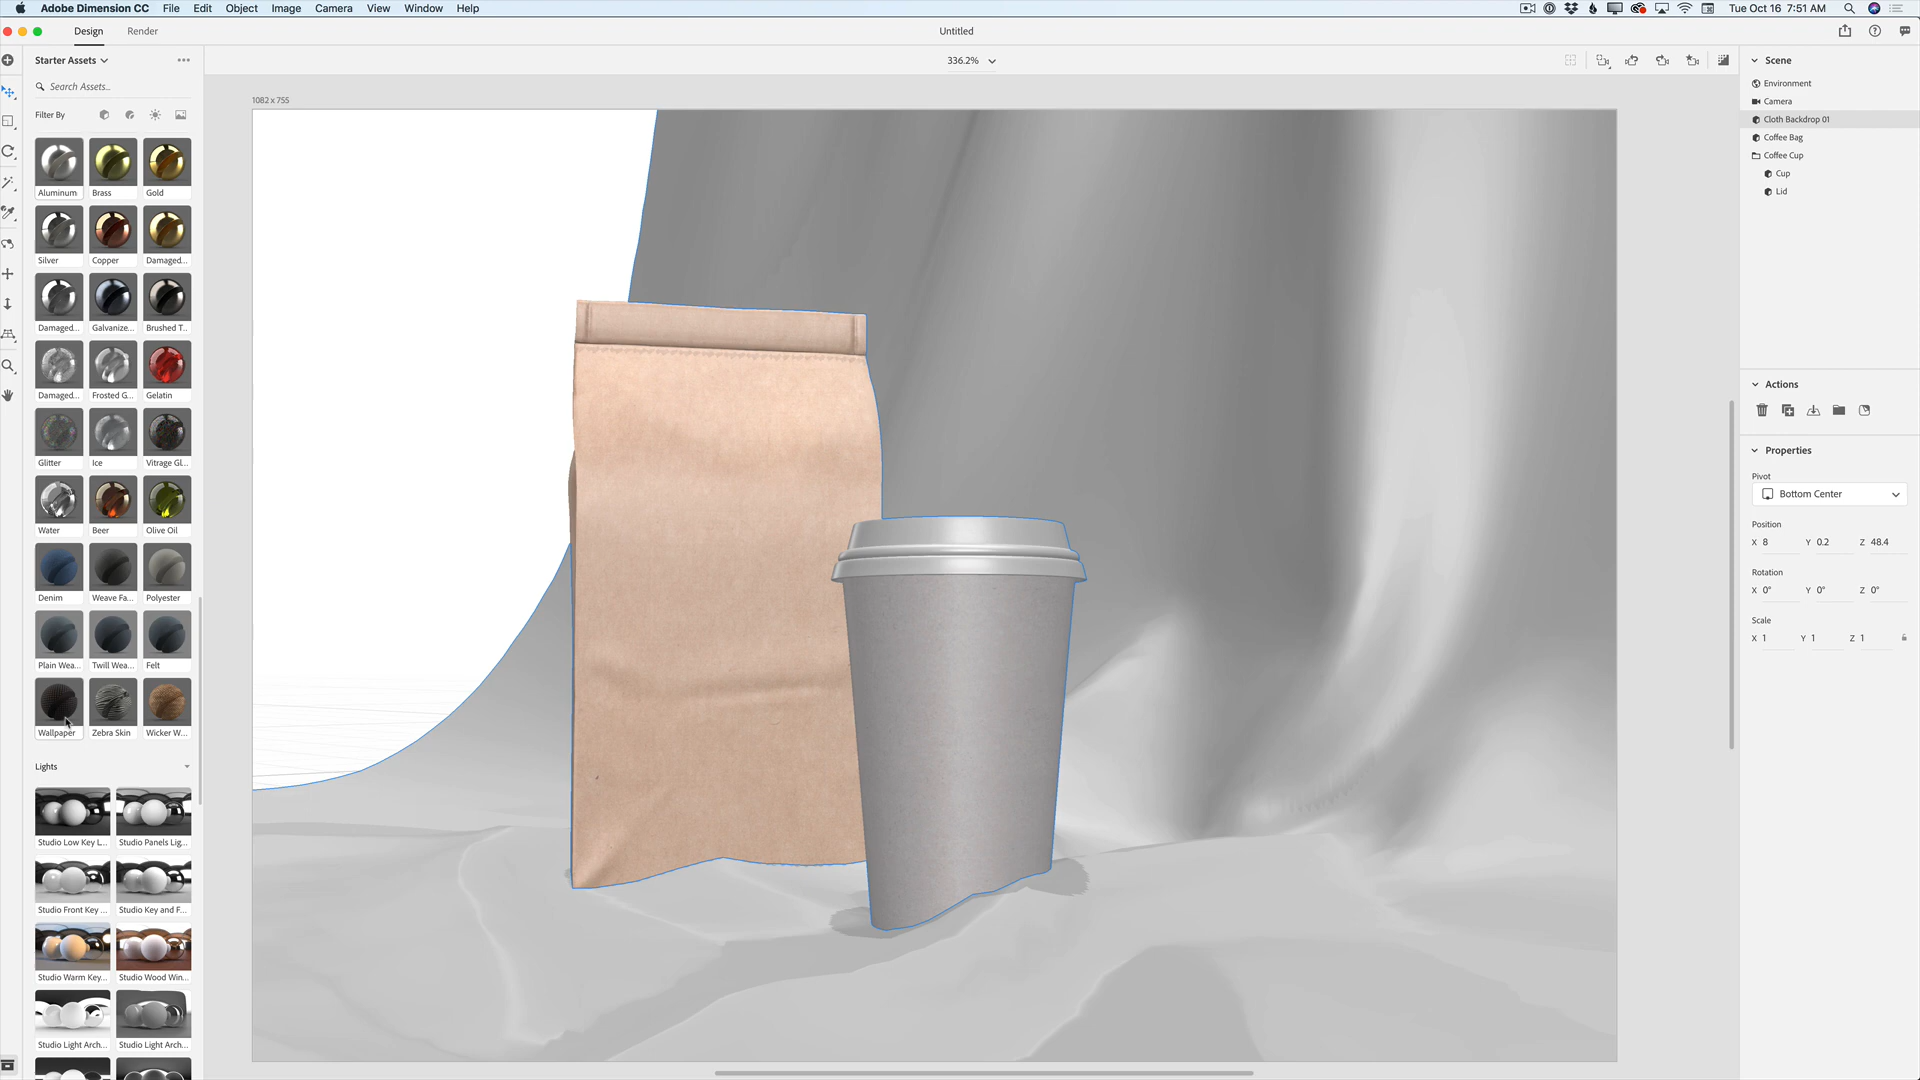 Adobe Dimension CC File Edit Object Image Camera View Window Help Tue Oct 16 7:51 AM
Design Render Untitled
Starter Assets
Search Assets..
Filter By
Aluminum Brass Gold
Silver Copper Damaged...
Damaged... Galvanize... Brushed T...
Damaged... Frosted G... Gelatin
Glitter Ice Vitrage Gl...
Water Beer Olive Oil
Denim Weave Fa... Polyester
Plain Wea... Twill Wea... Felt
Wallpaper Zebra Skin Wicker W...
Lights
Studio Low Key L... Studio Panels Lig...
Studio Front Key ... Studio Key and F...
Studio Warm Key... Studio Wood Win...
Studio Light Arch... Studio Light Arch...
336.2%
1082 x 755
Scene
Environment
Camera
Cloth Backdrop 01
Coffee Bag
Coffee Cup
Cup
Lid
Actions
Properties
Pivot
Bottom Center
Position
X 8 Y 0.2 Z 48.4
Rotation
X 0° Y 0° Z 0°
Scale
X 1 Y 1 Z 1